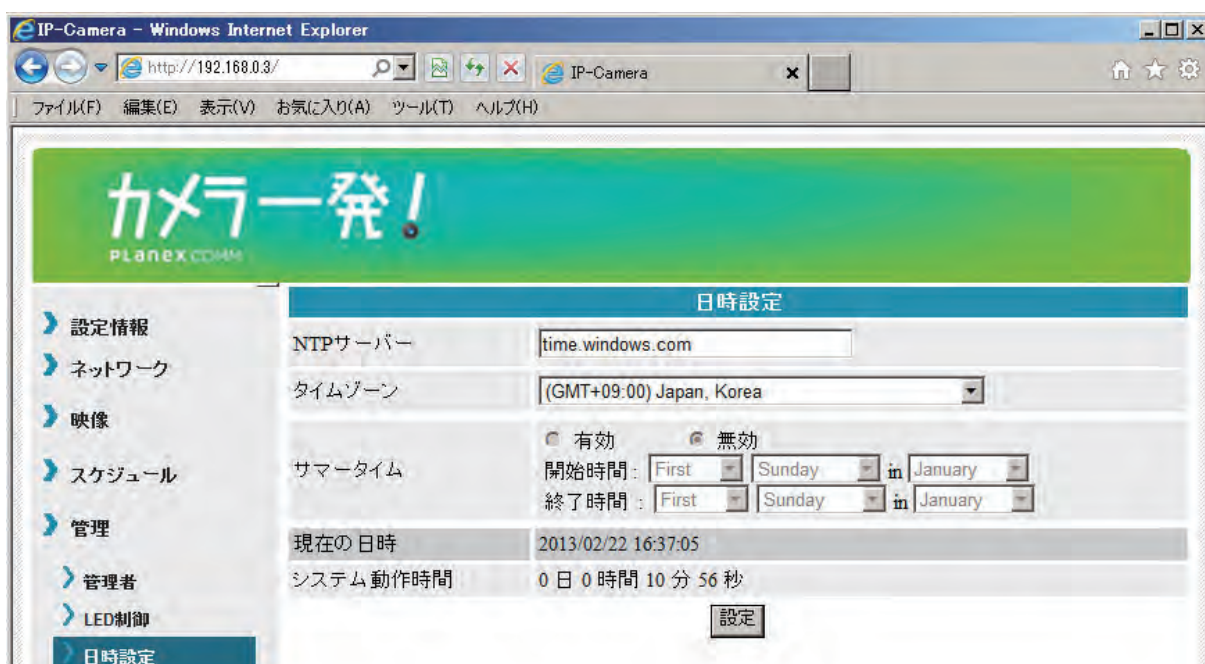 IP-Camera - Windows Internet Explorer
http://192.168.0.3/
IP-Camera
ファイル(F) 編集(E) 表示(V) お気に入り(A) ツール(T) ヘルプ(H)
カメラ一発!
PLANEX COMM
設定情報
ネットワーク
映像
スケジュール
管理
管理者
LED制御
日時設定
日時設定
NTPサーバー time.windows.com
タイムゾーン (GMT+09:00) Japan, Korea
サマータイム 有効 無効
開始時間 : First Sunday in January
終了時間 : First Sunday in January
現在の日時 2013/02/22 16:37:05
システム動作時間 0 日 0 時間 10 分 56 秒
設定